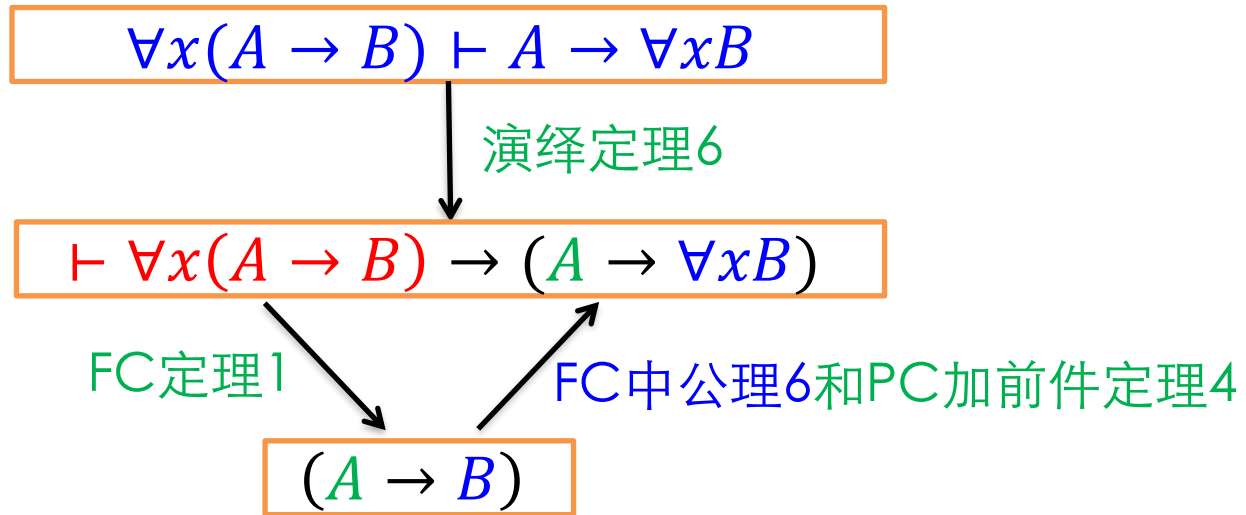 ∀x(A → B) ⊢ A → ∀xB
演绎定理6
⊢ ∀x(A → B) → (A → ∀xB)
FC定理1
FC中公理6和PC加前件定理4
(A → B)